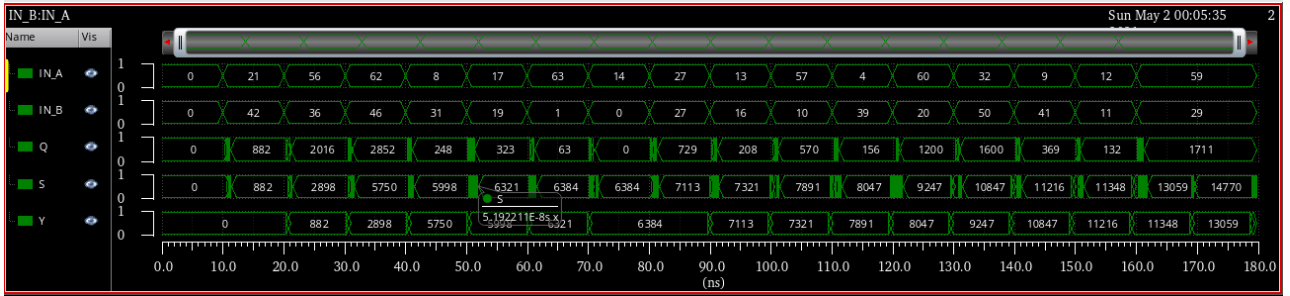 IN_B:IN_A Sun May 2 00:05:35 2
Name Vis
IN_A 1 0 0 21 56 62 8 17 63 14 27 13 57 4 60 32 9 12 59
IN_B 1 0 0 42 36 46 31 19 1 0 27 16 10 39 20 50 41 11 29
Q 1 0 0 882 2016 2852 248 323 63 0 729 208 570 156 1200 1600 369 132 1711
S 1 0 0 882 2898 5750 5998 6321 6384 6384 7113 7321 7891 8047 9247 10847 11216 11348 13059 14770
S
5.192211E-8s.x
Y 1 0 0 882 2898 5750 5998 6321 6384 7113 7321 7891 8047 9247 10847 11216 11348 13059
0.0 10.0 20.0 30.0 40.0 50.0 60.0 70.0 80.0 90.0 100.0 110.0 120.0 130.0 140.0 150.0 160.0 170.0 180.0
(ns)